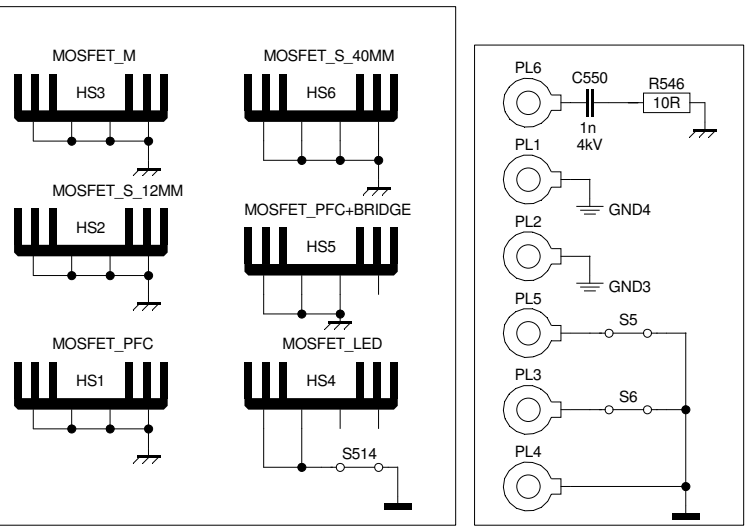 MOSFET_M
HS3
MOSFET_S_40MM
HS6
MOSFET_S_12MM
HS2
MOSFET_PFC+BRIDGE
HS5
MOSFET_PFC
HS1
MOSFET_LED
HS4
S514
PL6
C550
1n
4kV
R546
10R
PL1
GND4
PL2
GND3
PL5
S5
PL3
S6
PL4